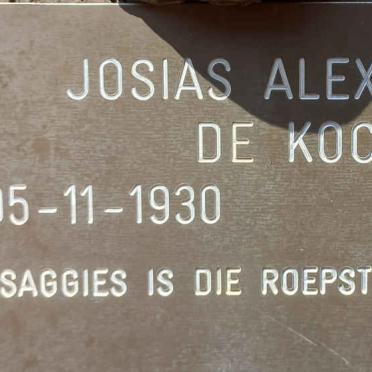 JOSIAS ALEX
DE KOC
05-11-1930
SAGGIES IS DIE ROEPST